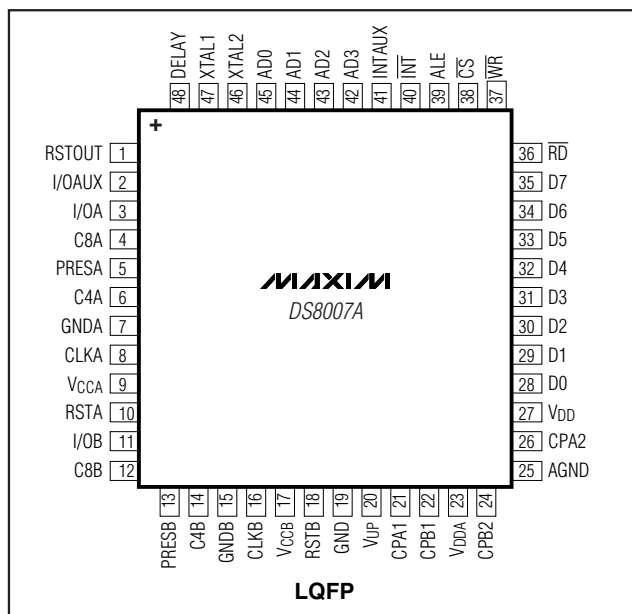 48 DELAY
47 XTAL1
46 XTAL2
45 AD0
44 AD1
43 AD2
42 AD3
41 INTAUX
40 I̅N̅T̅
39 ALE
38 C̅S̅
37 W̅R̅
+
RSTOUT 1
I/OAUX 2
I/OA 3
C8A 4
PRESA 5
C4A 6
GNDA 7
CLKA 8
VCCA 9
RSTA 10
I/OB 11
C8B 12
MAXIM
DS8007A
36 R̅D̅
35 D7
34 D6
33 D5
32 D4
31 D3
30 D2
29 D1
28 D0
27 VDD
26 CPA2
25 AGND
PRESB 13
C4B 14
GNDB 15
CLKB 16
VCCB 17
RSTB 18
GND 19
VUP 20
CPA1 21
CPB1 22
VDDA 23
CPB2 24
LQFP